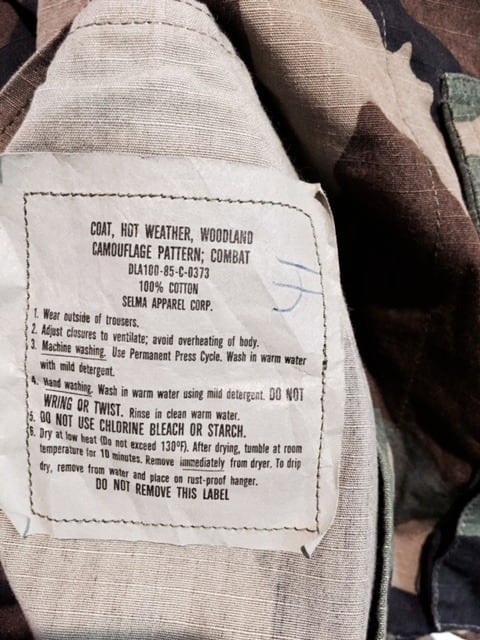 COAT, HOT WEATHER, WOODLAND
CAMOUFLAGE PATTERN; COMBAT
DLA100-85-C-0373
100% COTTON
SELMA APPAREL CORP.
1. Wear outside of trousers.
2. Adjust closures to ventilate; avoid overheating of body.
3. Machine washing. Use Permanent Press Cycle. Wash in warm water
with mild detergent.
4. Hand washing. Wash in warm water using mild detergent. DO NOT
WRING OR TWIST. Rinse in clean warm water.
5. DO NOT USE CHLORINE BLEACH OR STARCH.
6. Dry at low heat (Do not exceed 130°F). After drying, tumble at room
temperature for 10 minutes. Remove immediately from dryer. To drip
dry, remove from water and place on rust-proof hanger.
DO NOT REMOVE THIS LABEL